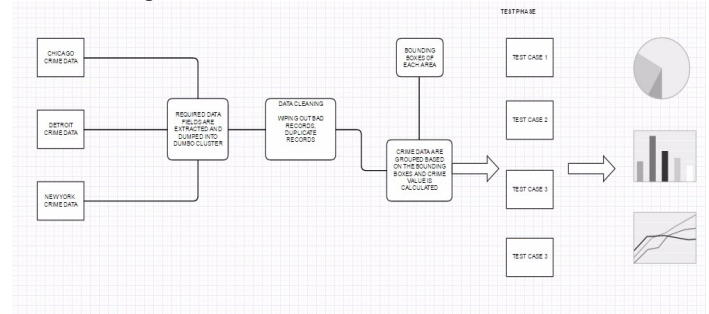 TEST PHASE
CHICAGO
CRIME DATA
DETROIT
CRIME DATA
NEWYORK
CRIME DATA
REQUIRED DATA
FIELDS ARE
EXTRACTED AND
DUMPED INTO
DUMBO CLUSTER
DATA CLEANING
WIPING OUT BAD
RECORDS,
DUPLICATE
RECORDS
BOUNDING
BOXES OF
EACH AREA
CRIME DATA ARE
GROUPED BASED
ON THE BOUNDING
BOXES AND CRIME
VALUE IS
CALCULATED
TEST CASE 1
TEST CASE 2
TEST CASE 3
TEST CASE 3